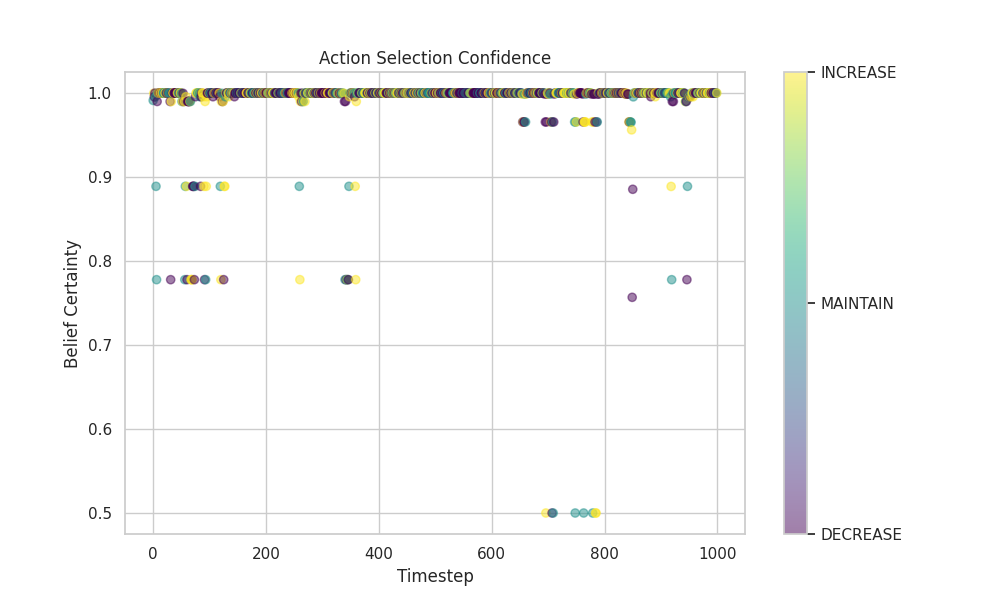 Action Selection Confidence
INCREASE
1.0
0.9
0.8
Belief Certainty
MAINTAIN
0.7
0.6
0.5
DECREASE
0
200
400
600
800
1000
Timestep